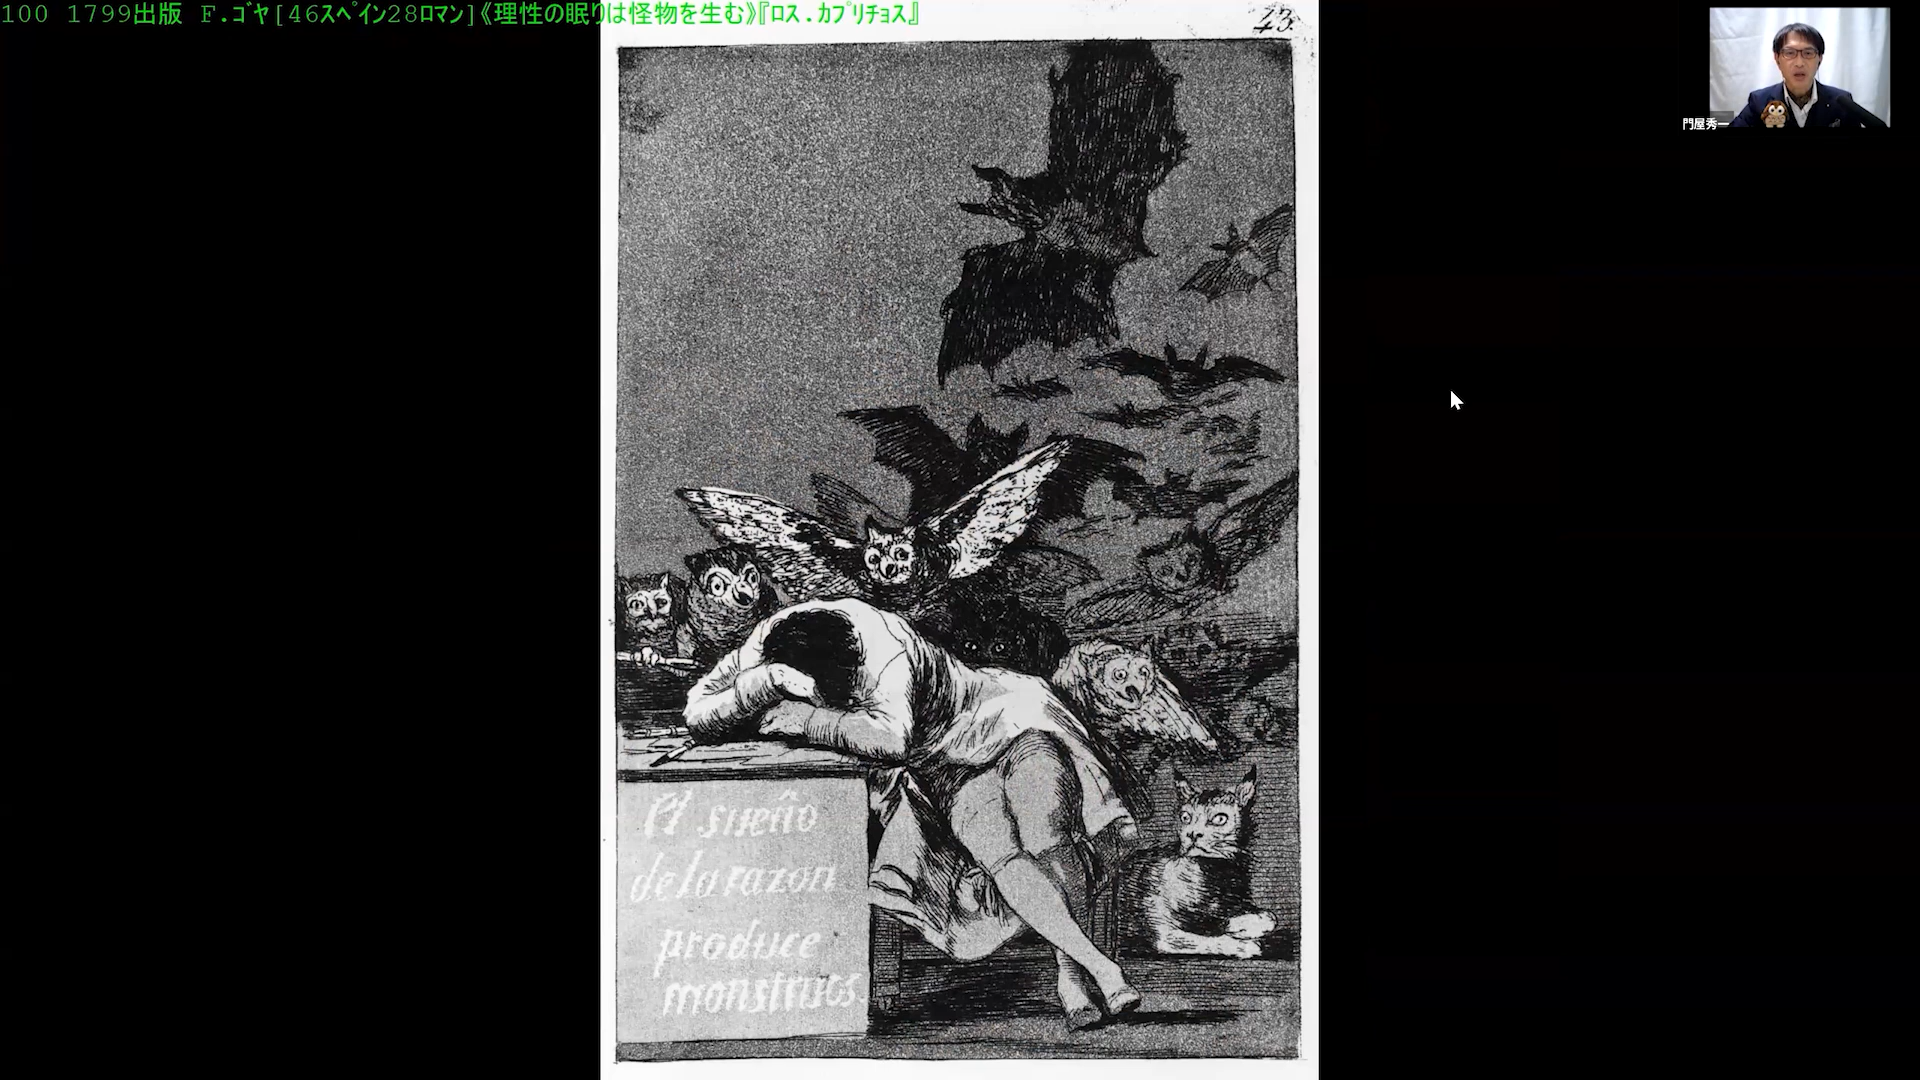 100 1799出版 F.ｺﾞﾔ[46ｽﾍﾟｲﾝ28ﾛﾏﾝ]《理性の眠りは怪物を生む》『ﾛｽ.ｶﾌﾟﾘﾁｮｽ』
43.
門屋秀一
El sueño
de la razon
produce
monstruos.